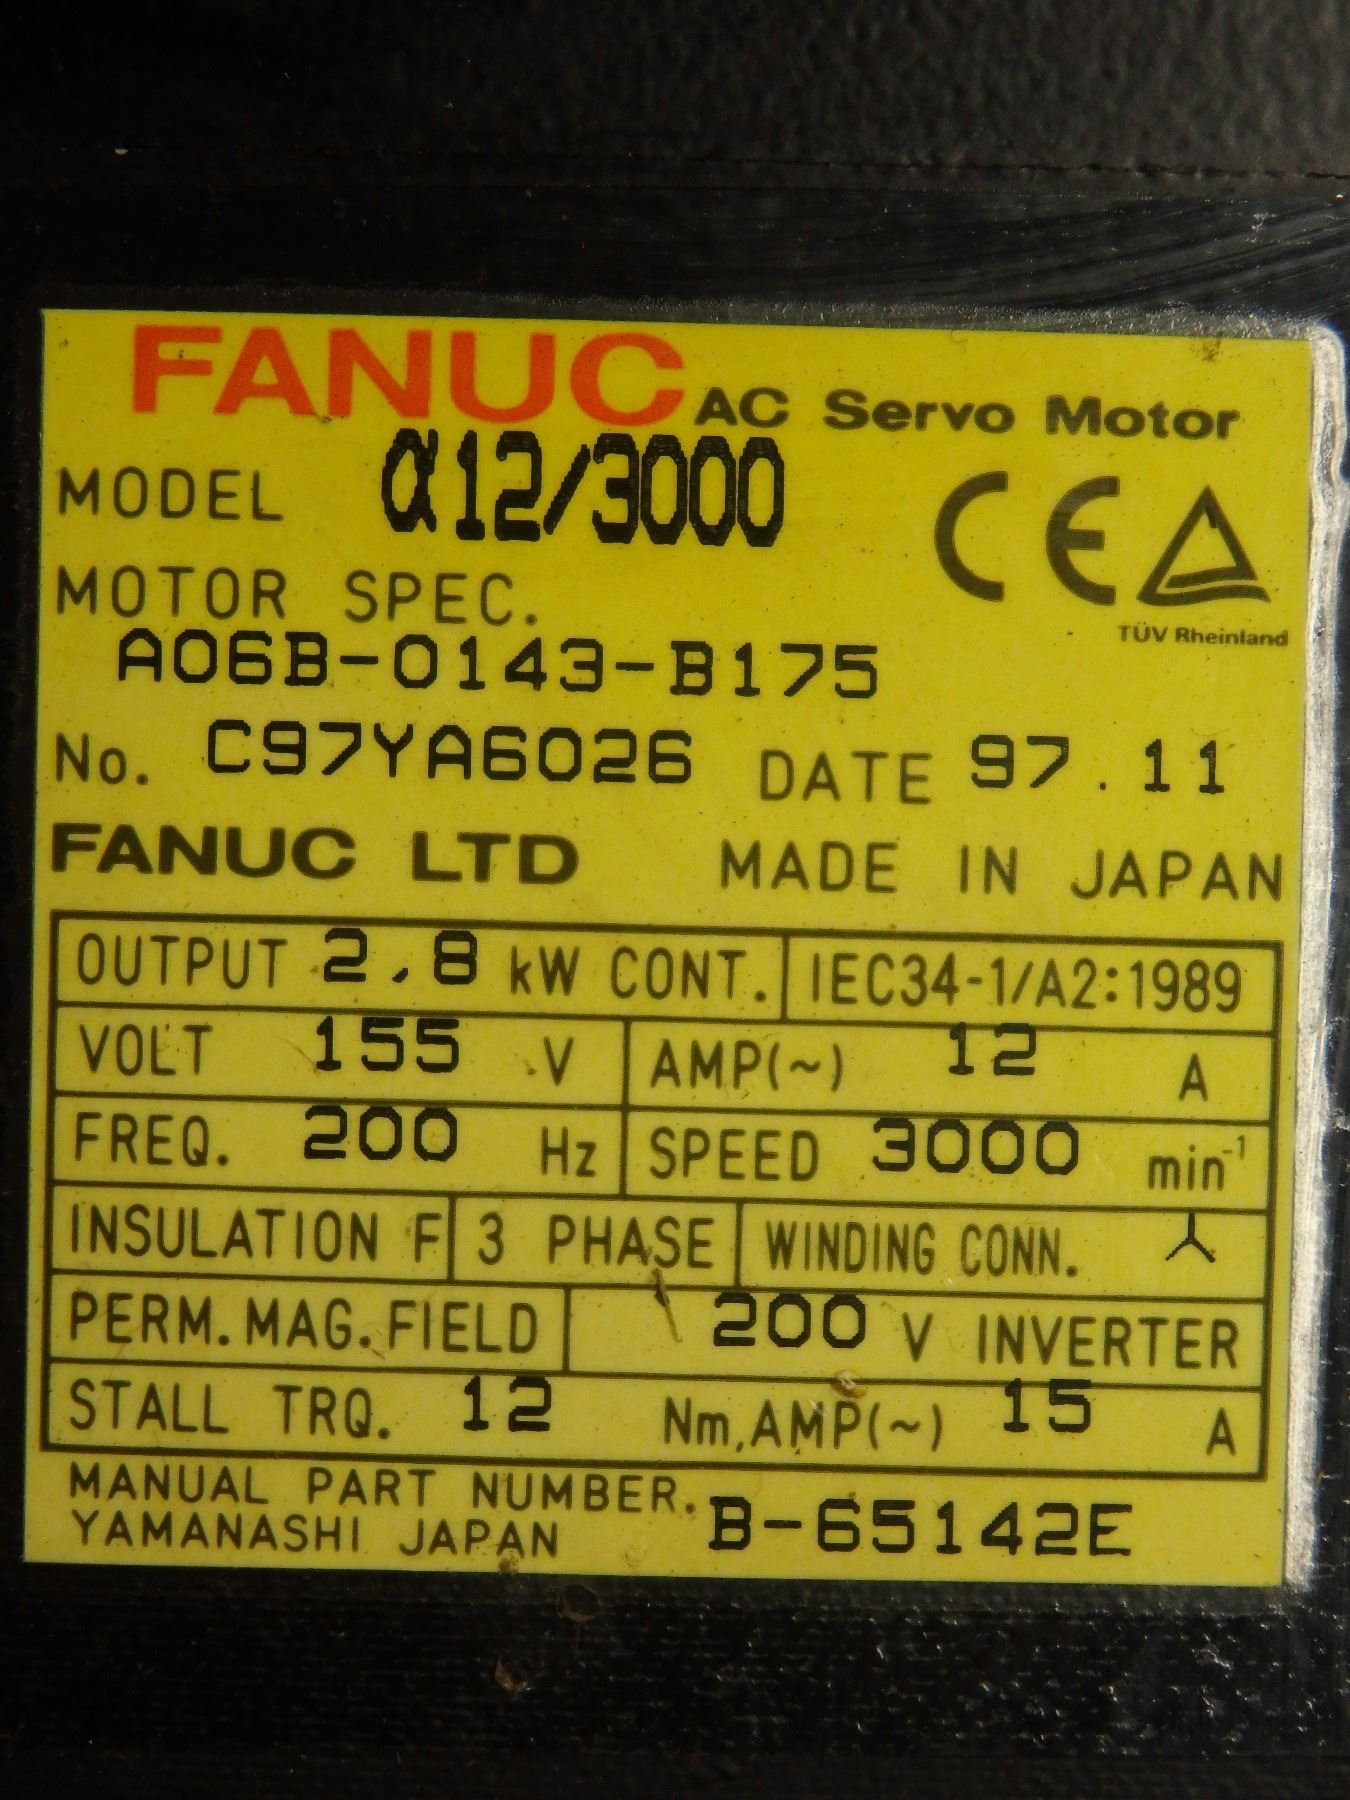 FANUC AC Servo Motor
MODEL α12/3000
CE
TÜV Rheinland
MOTOR SPEC.
A06B-0143-B175
No. C97YA6026 DATE 97.11
FANUC LTD MADE IN JAPAN
OUTPUT 2.8 kW CONT. IEC34-1/A2:1989
VOLT 155 V AMP(~) 12 A
FREQ. 200 Hz SPEED 3000 min⁻¹
INSULATION F 3 PHASE WINDING CONN.
PERM.MAG.FIELD 200 V INVERTER
STALL TRQ. 12 Nm,AMP(~) 15 A
MANUAL PART NUMBER. B-65142E
YAMANASHI JAPAN